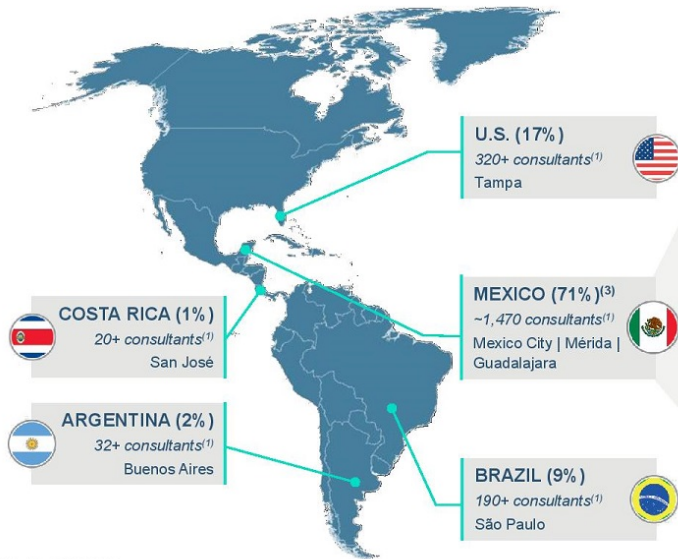 U.S. (17%)
320+ consultants(1)
Tampa
MEXICO (71%)(3)
~1,470 consultants(1)
Mexico City | Mérida |
Guadalajara
COSTA RICA (1%)
20+ consultants(1)
San José
ARGENTINA (2%)
32+ consultants(1)
Buenos Aires
BRAZIL (9%)
190+ consultants(1)
São Paulo